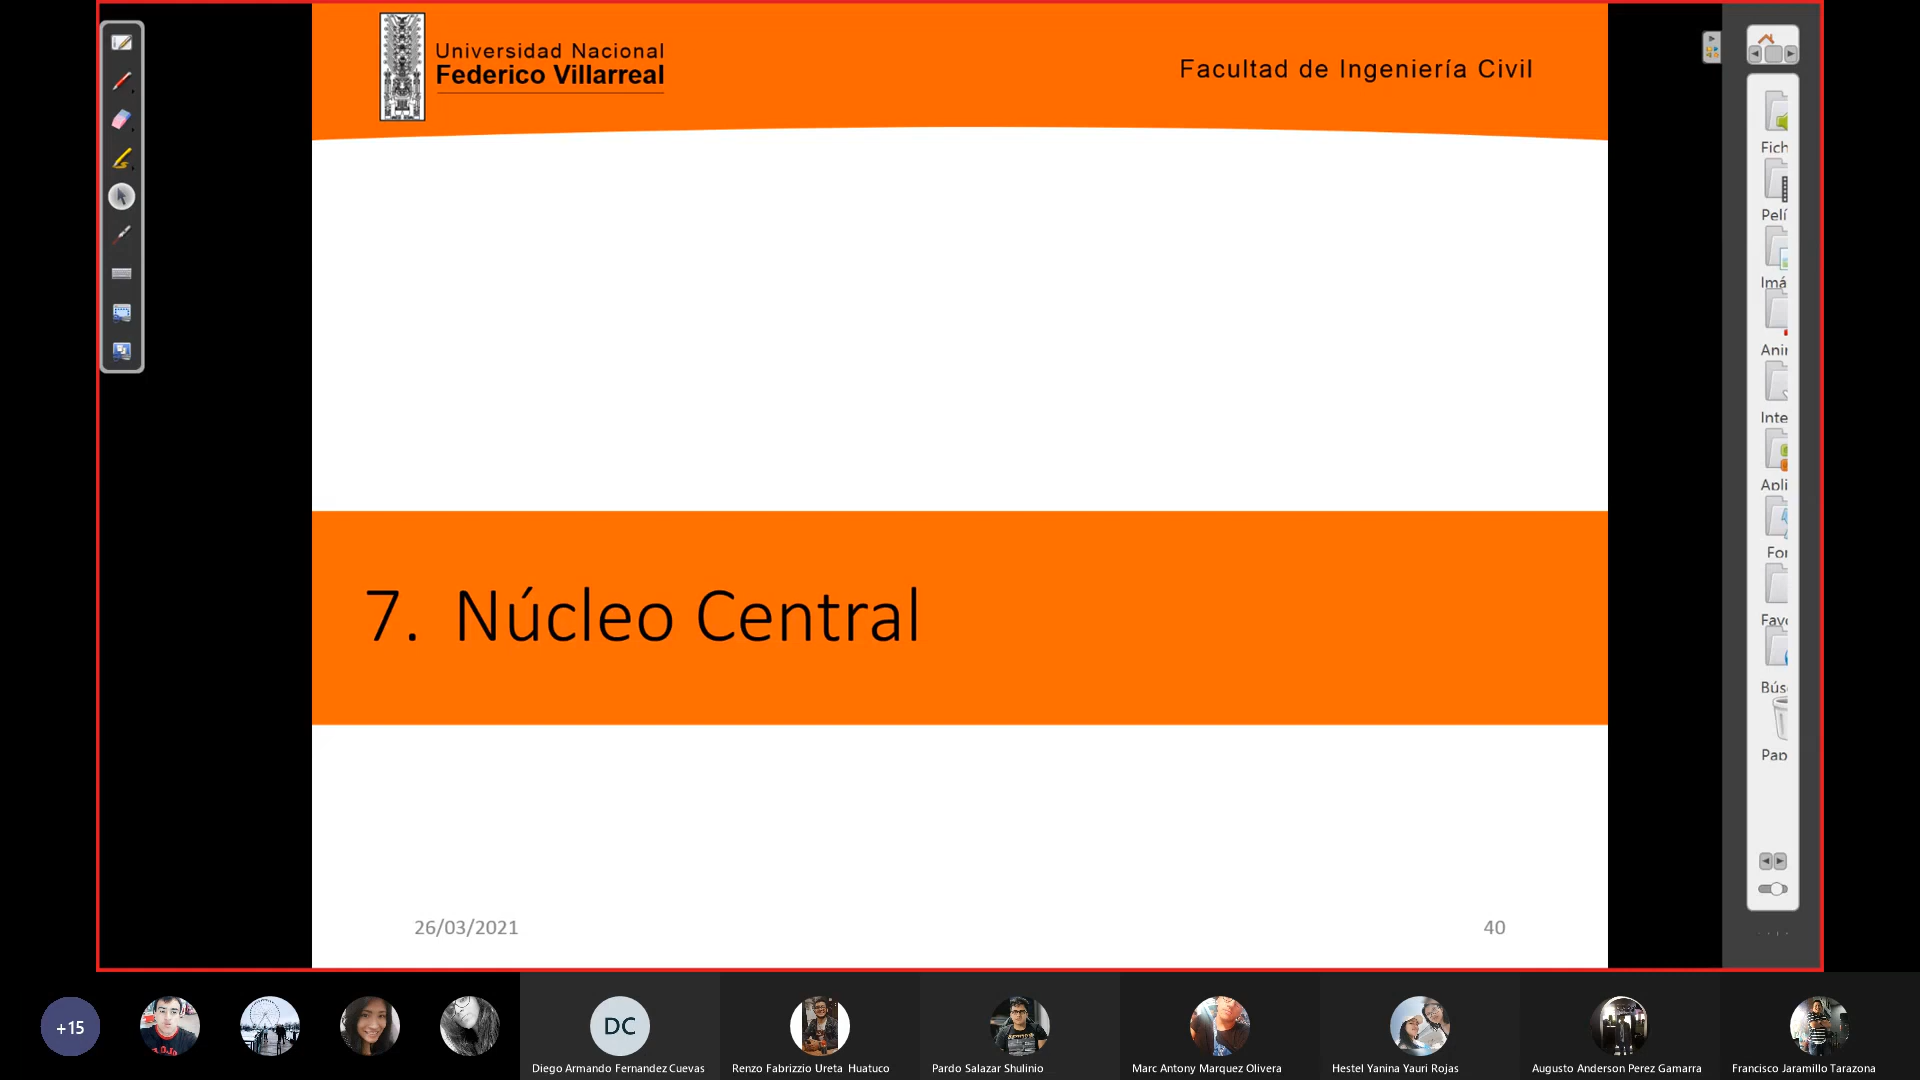 Universidad Nacional
Federico Villarreal
Facultad de Ingeniería Civil
7. Núcleo Central
26/03/2021
40
Fich
Pelí
Imá
Anir
Inte
Apli
For
Favo
Bús
Pap
+15
DC
Diego Armando Fernandez Cuevas
Renzo Fabrizzio Ureta Huatuco
Pardo Salazar Shulinio
Marc Antony Marquez Olivera
Hestel Yanina Yauri Rojas
Augusto Anderson Perez Gamarra
Francisco Jaramillo Tarazona